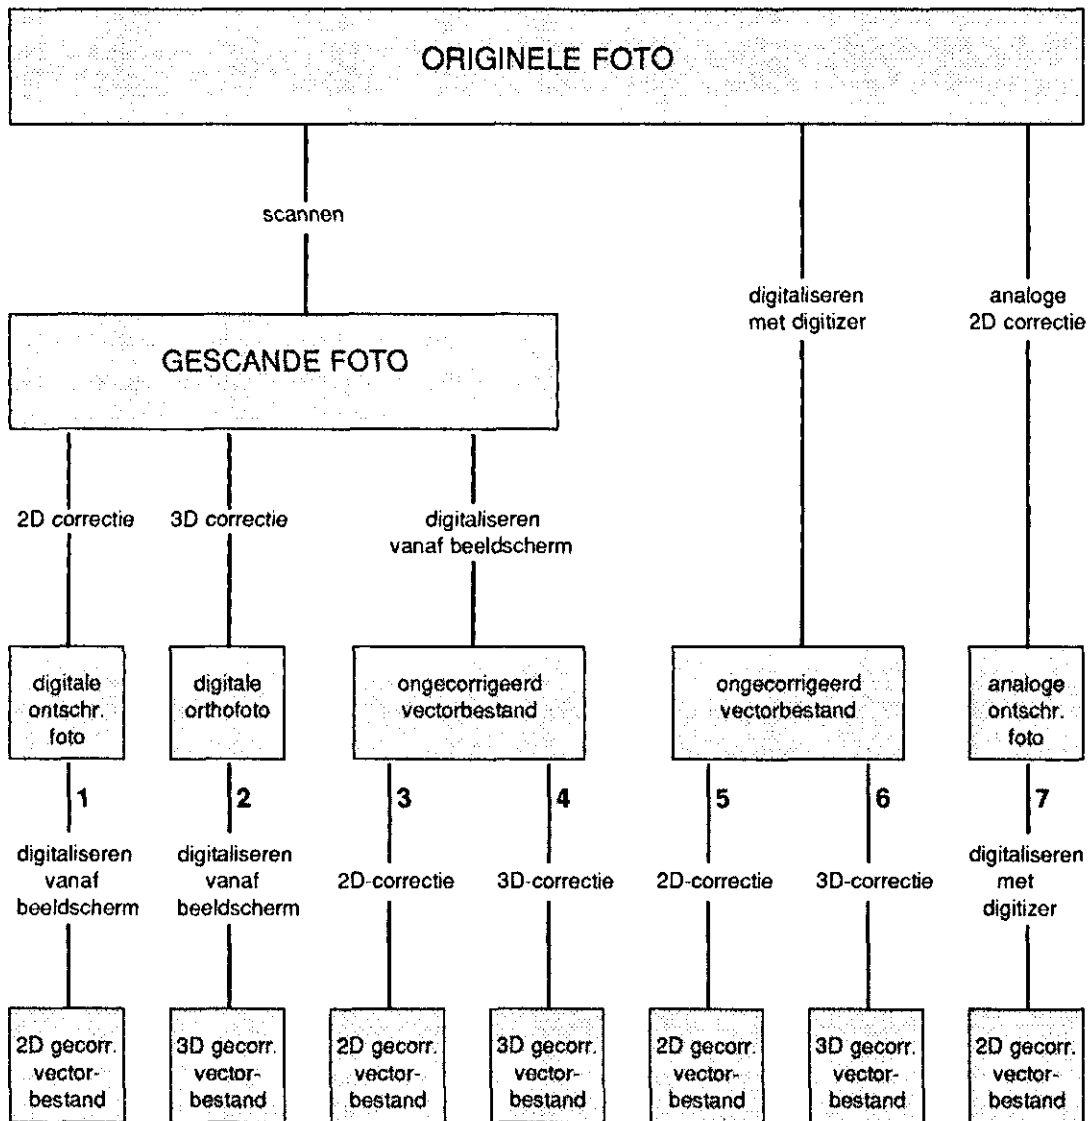 ORIGINELE FOTO
scannen
digitaliseren
met digitizer
analoge
2D correctie
GESCANDE FOTO
2D correctie
3D correctie
digitaliseren
vanaf beeldscherm
digitale
ontschr.
foto
digitale
orthofoto
ongecorrigeerd
vectorbestand
ongecorrigeerd
vectorbestand
analoge
ontschr.
foto
1
2
3
4
5
6
7
digitaliseren
vanaf
beeldscherm
digitaliseren
vanaf
beeldscherm
2D-correctie
3D-correctie
2D-correctie
3D-correctie
digitaliseren
met
digitizer
2D gecorr.
vector-
bestand
3D gecorr.
vector-
bestand
2D gecorr.
vector-
bestand
3D gecorr.
vector-
bestand
2D gecorr.
vector-
bestand
3D gecorr.
vector-
bestand
2D gecorr.
vector-
bestand